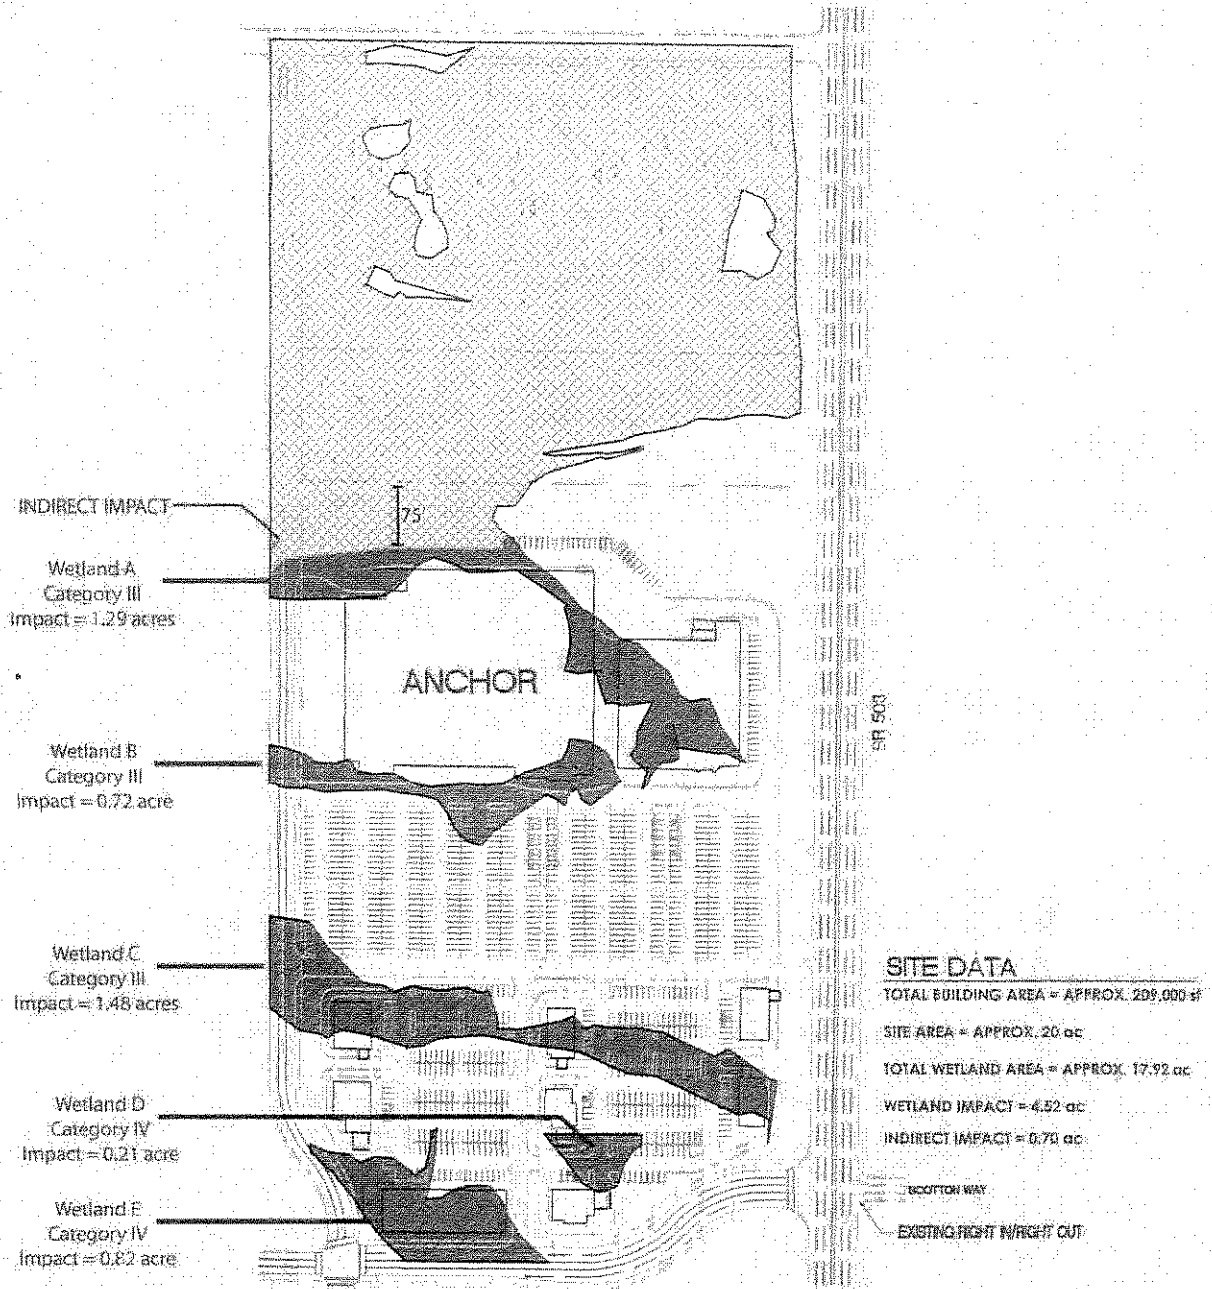 INDIRECT IMPACT
75'
Wetland A
Category III
Impact = 1.29 acres
ANCHOR
Wetland B
Category III
Impact = 0.72 acre
SR 503
Wetland C
Category III
Impact = 1.48 acres
Wetland D
Category IV
Impact = 0.21 acre
Wetland E
Category IV
Impact = 0.82 acre
SITE DATA
TOTAL BUILDING AREA = APPROX. 209,000 sf
SITE AREA = APPROX. 20 ac
TOTAL WETLAND AREA = APPROX. 17.92 ac
WETLAND IMPACT = 4.52 ac
INDIRECT IMPACT = 0.70 ac
SCOTTON WAY
EXISTING RIGHT IN/RIGHT OUT